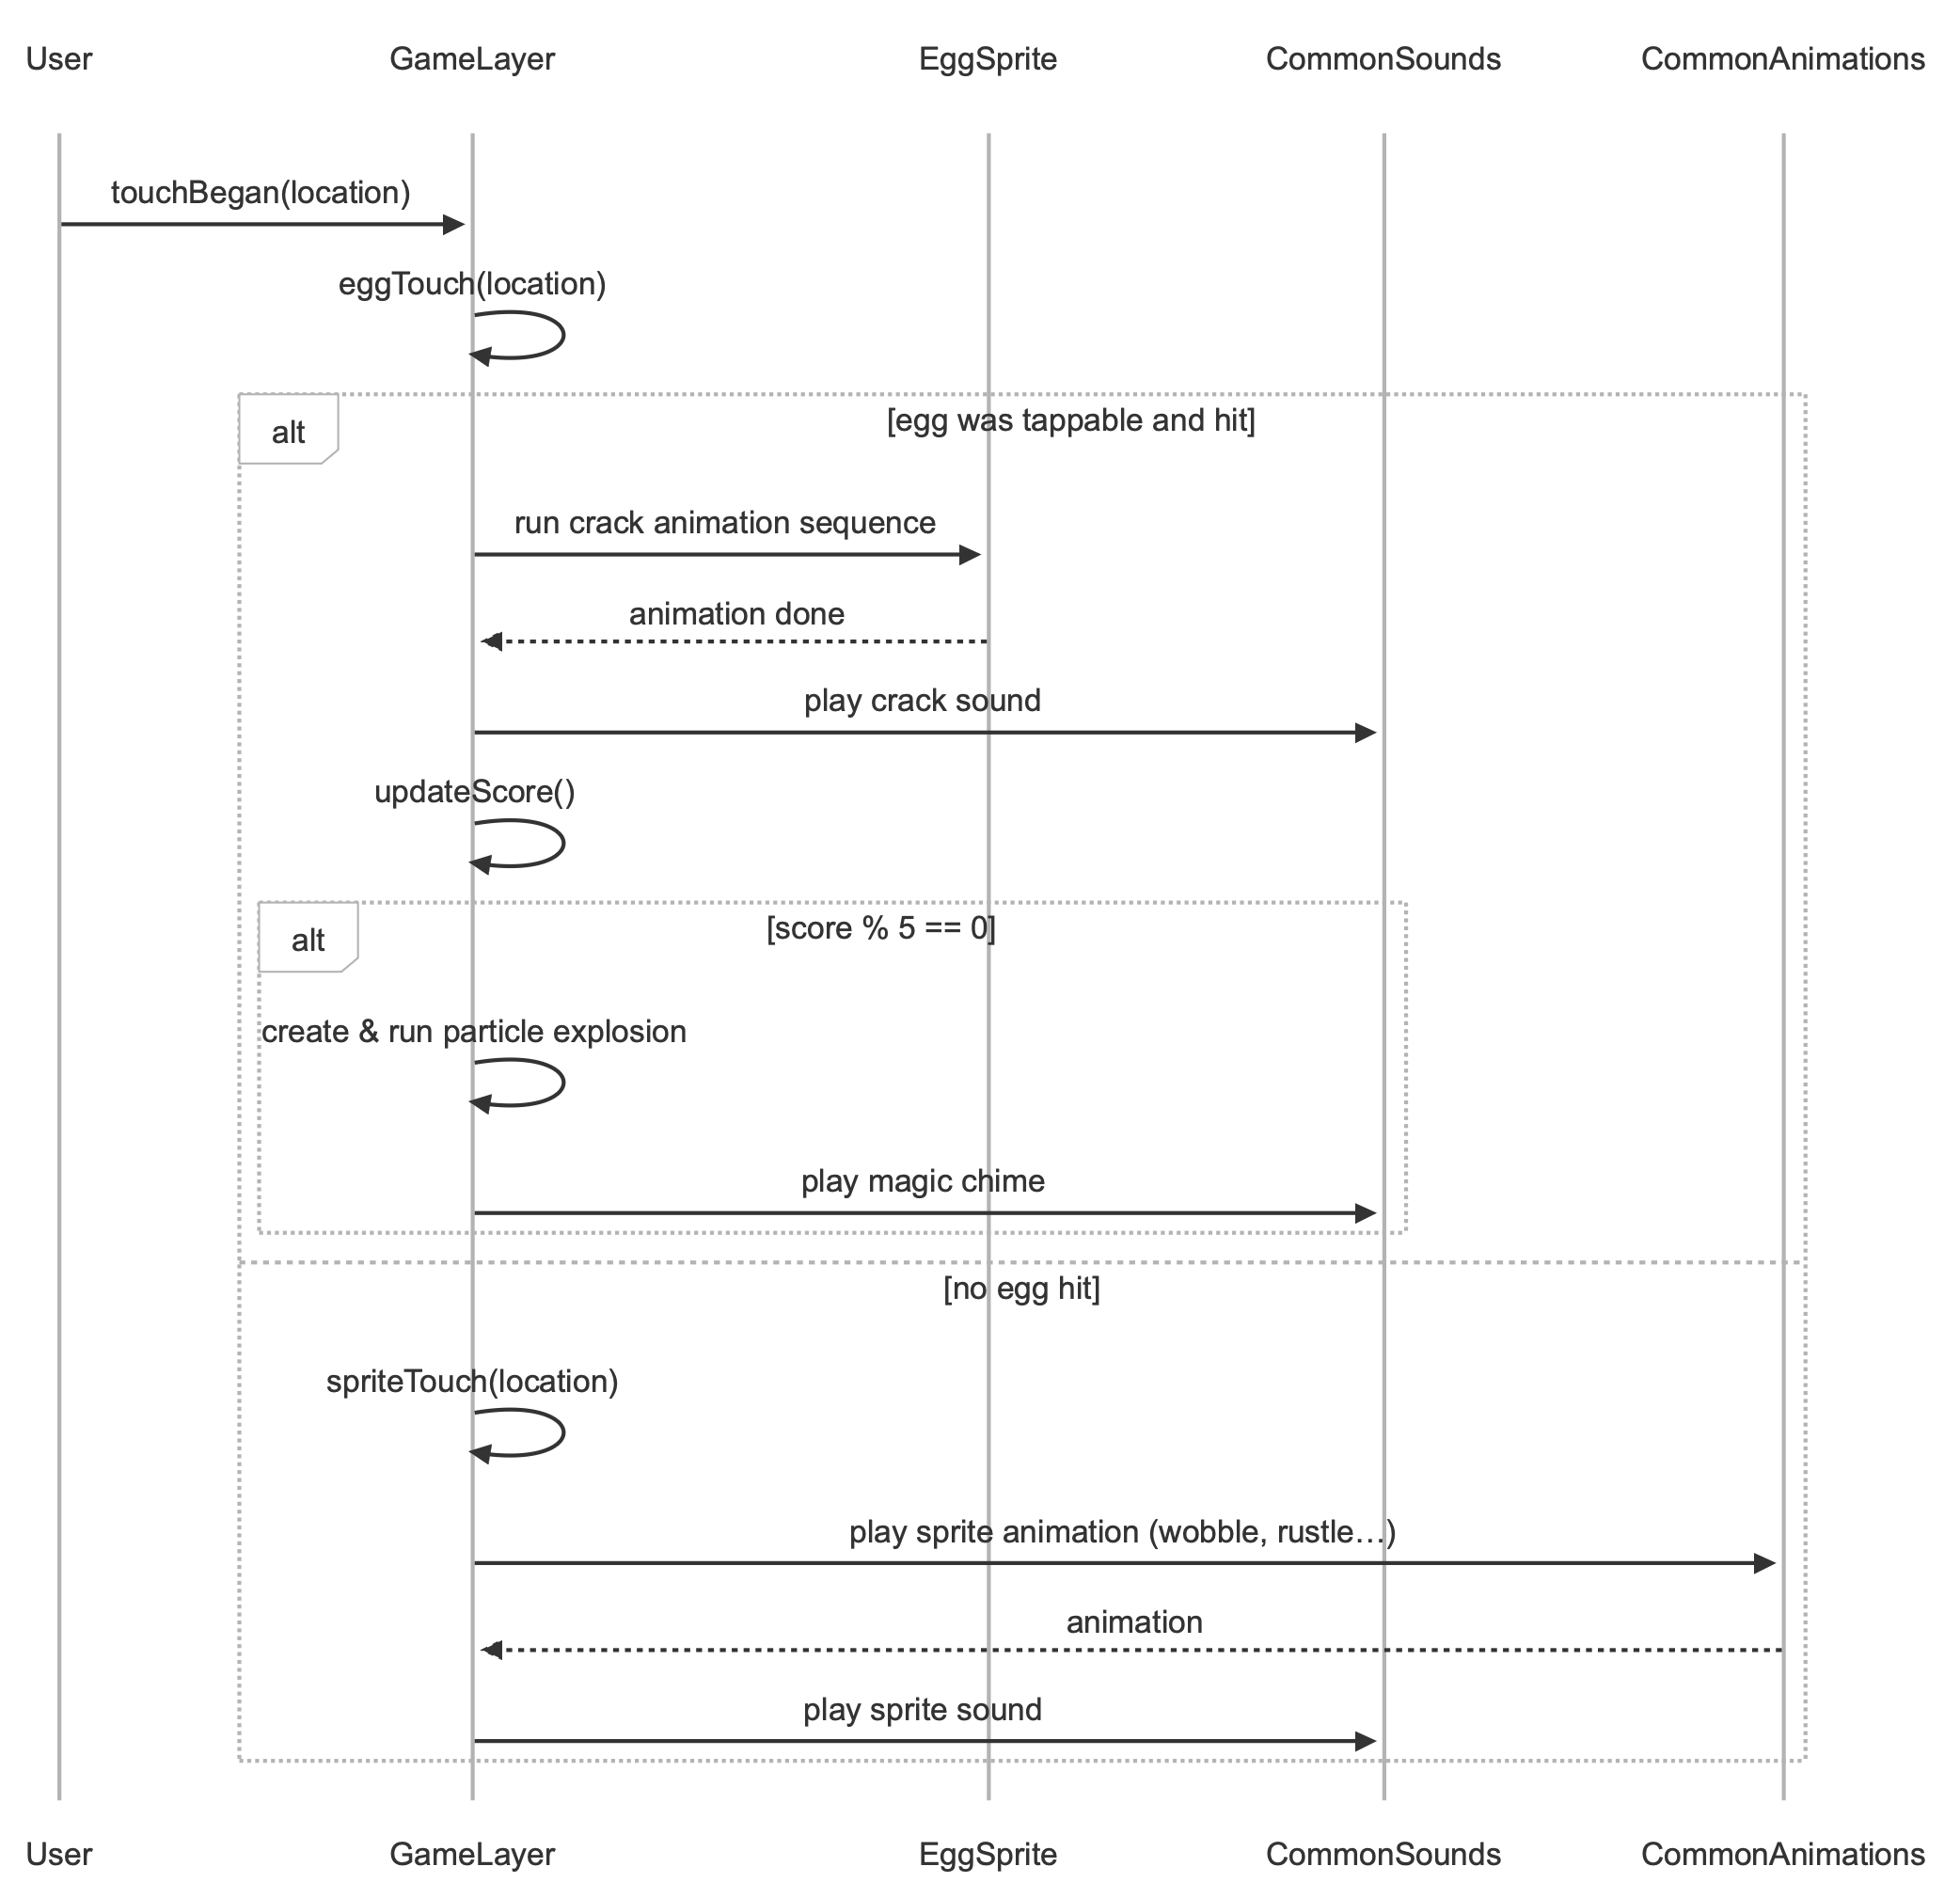 User
GameLayer
EggSprite
CommonSounds
CommonAnimations
touchBegan(location)
eggTouch(location)
alt
[egg was tappable and hit]
run crack animation sequence
animation done
play crack sound
updateScore()
alt
[score % 5 == 0]
create & run particle explosion
play magic chime
[no egg hit]
spriteTouch(location)
play sprite animation (wobble, rustle…)
animation
play sprite sound
User
GameLayer
EggSprite
CommonSounds
CommonAnimations